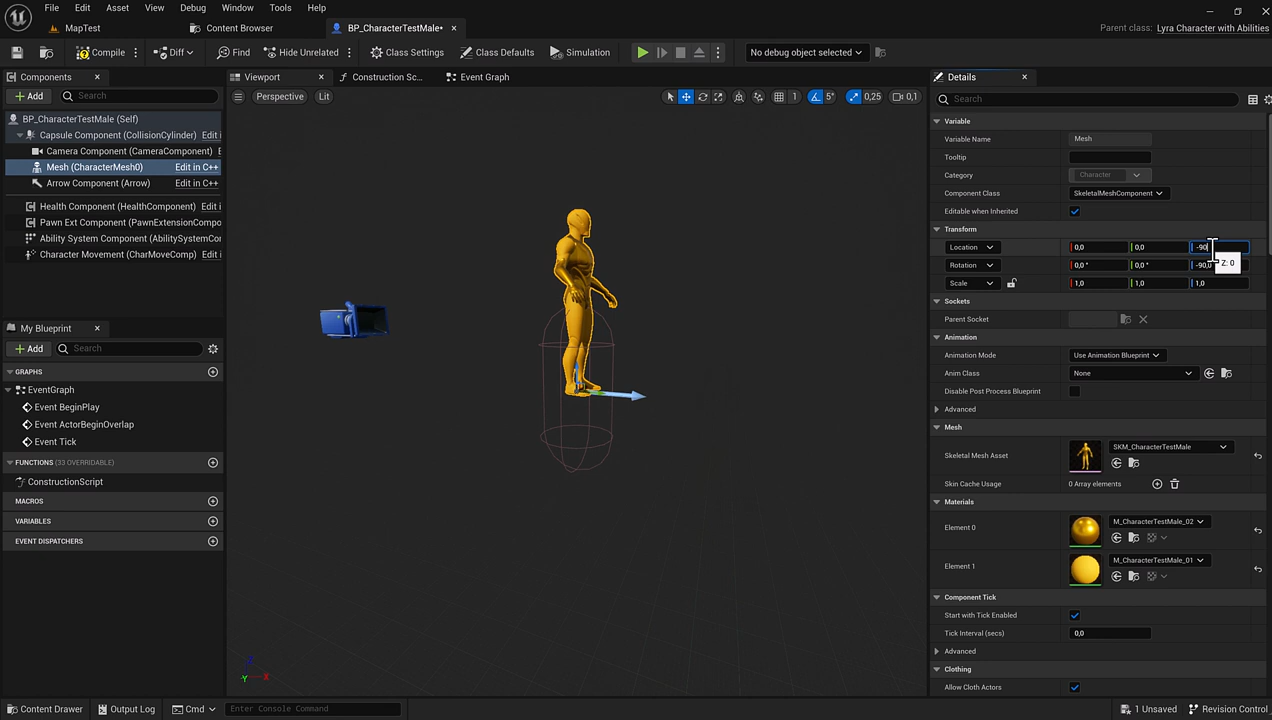 File Edit Asset View Debug Window Tools Help
MapTest Content Browser BP_CharacterTestMale• Parent class: Lyra Character with Abilities
Compile Diff Find Hide Unrelated Class Settings Class Defaults Simulation No debug object selected
Components
Add Search
BP_CharacterTestMale (Self)
Capsule Component (CollisionCylinder) Edit i
Camera Component (CameraComponent) E
Mesh (CharacterMesh0) Edit in C++
Arrow Component (Arrow) Edit in C++
Health Component (HealthComponent) Edit i
Pawn Ext Component (PawnExtensionCompo
Ability System Component (AbilitySystemCor
Character Movement (CharMoveComp) Edit i
My Blueprint
Add Search
GRAPHS
EventGraph
Event BeginPlay
Event ActorBeginOverlap
Event Tick
FUNCTIONS (33 OVERRIDABLE)
ConstructionScript
MACROS
VARIABLES
EVENT DISPATCHERS
Viewport Construction Sc... Event Graph
Perspective Lit 1 5° 0,25 0,1
Z
Y X
Details
Search
Variable
Variable Name Mesh
Tooltip
Category Character
Component Class SkeletalMeshComponent
Editable when Inherited
Transform
Location 0,0 0,0 -90
Rotation 0,0 ° 0,0 ° -90,0
Z: 0
Scale 1,0 1,0 1,0
Sockets
Parent Socket
Animation
Animation Mode Use Animation Blueprint
Anim Class None
Disable Post Process Blueprint
Advanced
Mesh
Skeletal Mesh Asset SKM_CharacterTestMale
Skin Cache Usage 0 Array elements
Materials
Element 0 M_CharacterTestMale_02
Element 1 M_CharacterTestMale_01
Component Tick
Start with Tick Enabled
Tick Interval (secs) 0,0
Advanced
Clothing
Allow Cloth Actors
Content Drawer Output Log Cmd Enter Console Command 1 Unsaved Revision Control